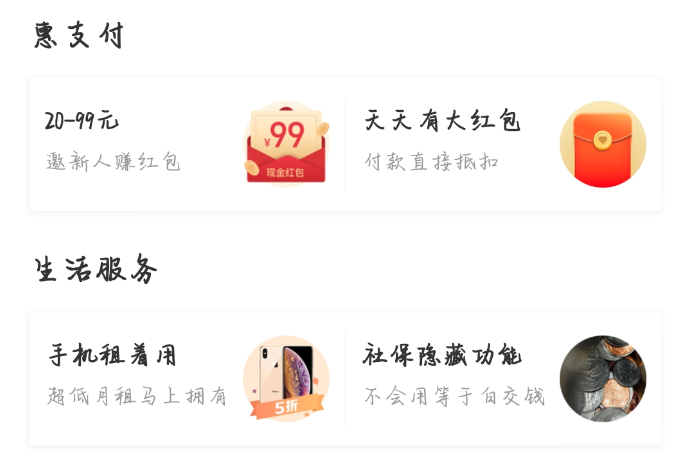 惠支付
20-99元
邀新人赚红包
¥99
现金红包
天天有大红包
付款直接抵扣
生活服务
手机租着用
超低月租马上拥有
5折
社保隐藏功能
不会用等于白交钱